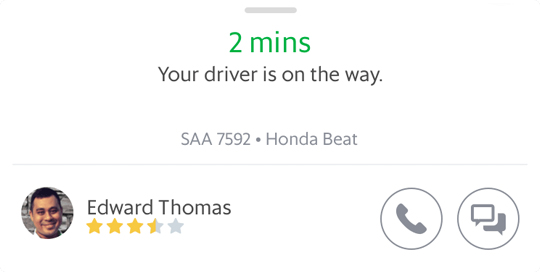 2 mins
Your driver is on the way.
SAA 7592 • Honda Beat
Edward Thomas